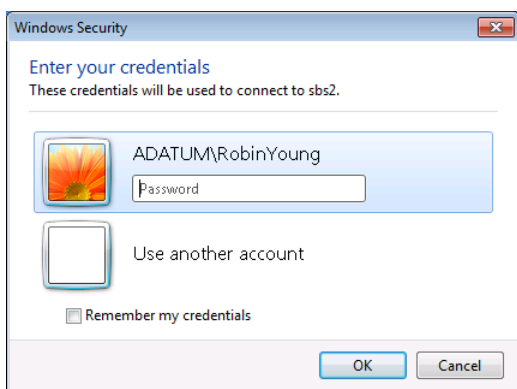 Windows Security
Enter your credentials
These credentials will be used to connect to sbs2.
ADATUM\RobinYoung
Password
Use another account
Remember my credentials
OK Cancel